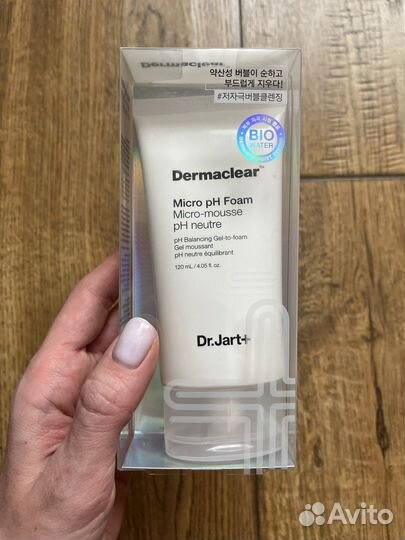 Dermaclear
약산성 버블이 순하고
부드럽게 지우다!
#저자극버블클렌징
BIO
WATER
Dermaclear™
Micro pH Foam
Micro-mousse
pH neutre
pH Balancing Gel-to-foam
Gel moussant
pH neutre équilibrant
120 mL / 4.05 fl. oz.
Dr.Jart+
Avito